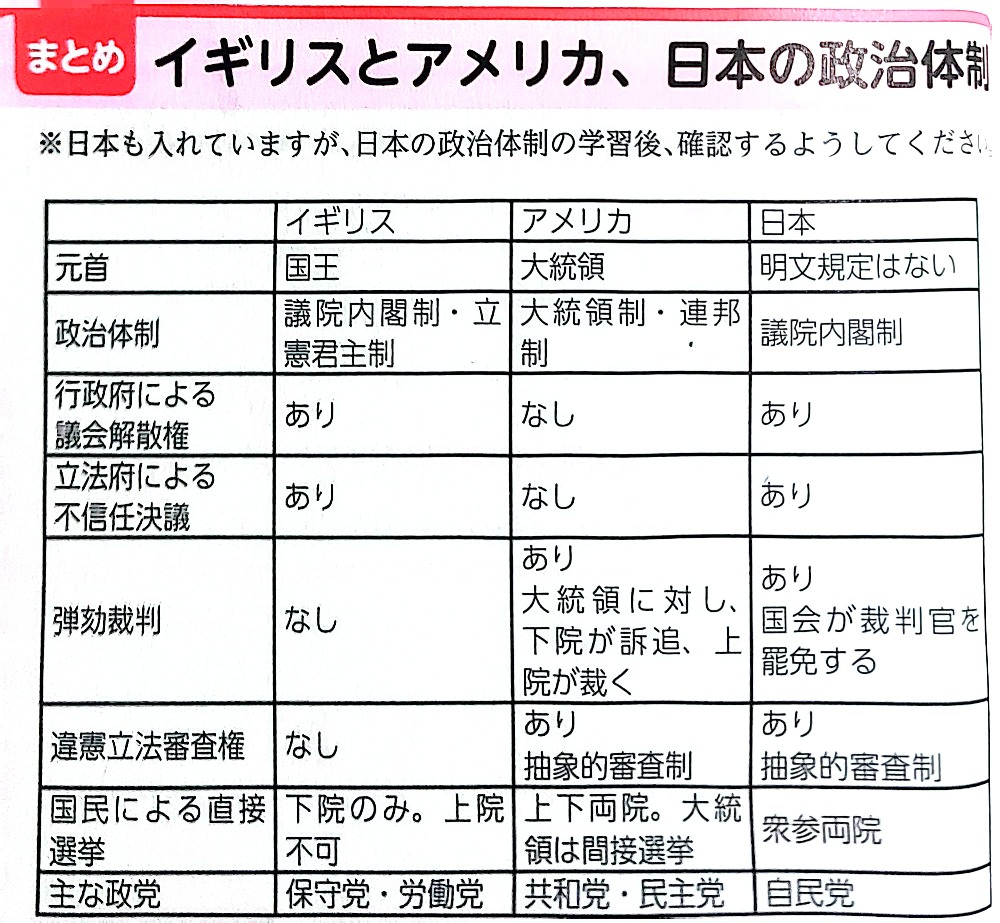 まとめ イギリスとアメリカ、日本の政治体制
※日本も入れていますが、日本の政治体制の学習後、確認するようしてください
イギリス アメリカ 日本
元首 国王 大統領 明文規定はない
政治体制 議院内閣制・立憲君主制 大統領制・連邦制 議院内閣制
行政府による議会解散権 あり なし あり
立法府による不信任決議 あり なし あり
弾劾裁判 なし あり 大統領に対し、下院が訴追、上院が裁く あり 国会が裁判官を罷免する
違憲立法審査権 なし あり 抽象的審査制 あり 抽象的審査制
国民による直接選挙 下院のみ。上院不可 上下両院。大統領は間接選挙 衆参両院
主な政党 保守党・労働党 共和党・民主党 自民党